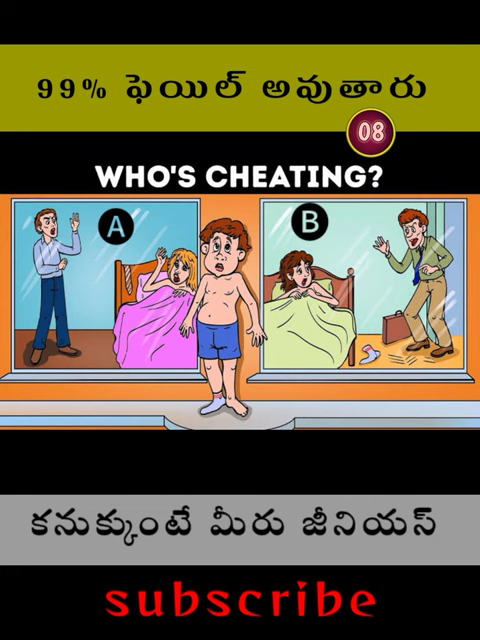 99% ఫెయిల్ అవుతారు
08
WHO'S CHEATING?
A
B
కనుక్కుంటే మీరు జీనియస్
subscribe